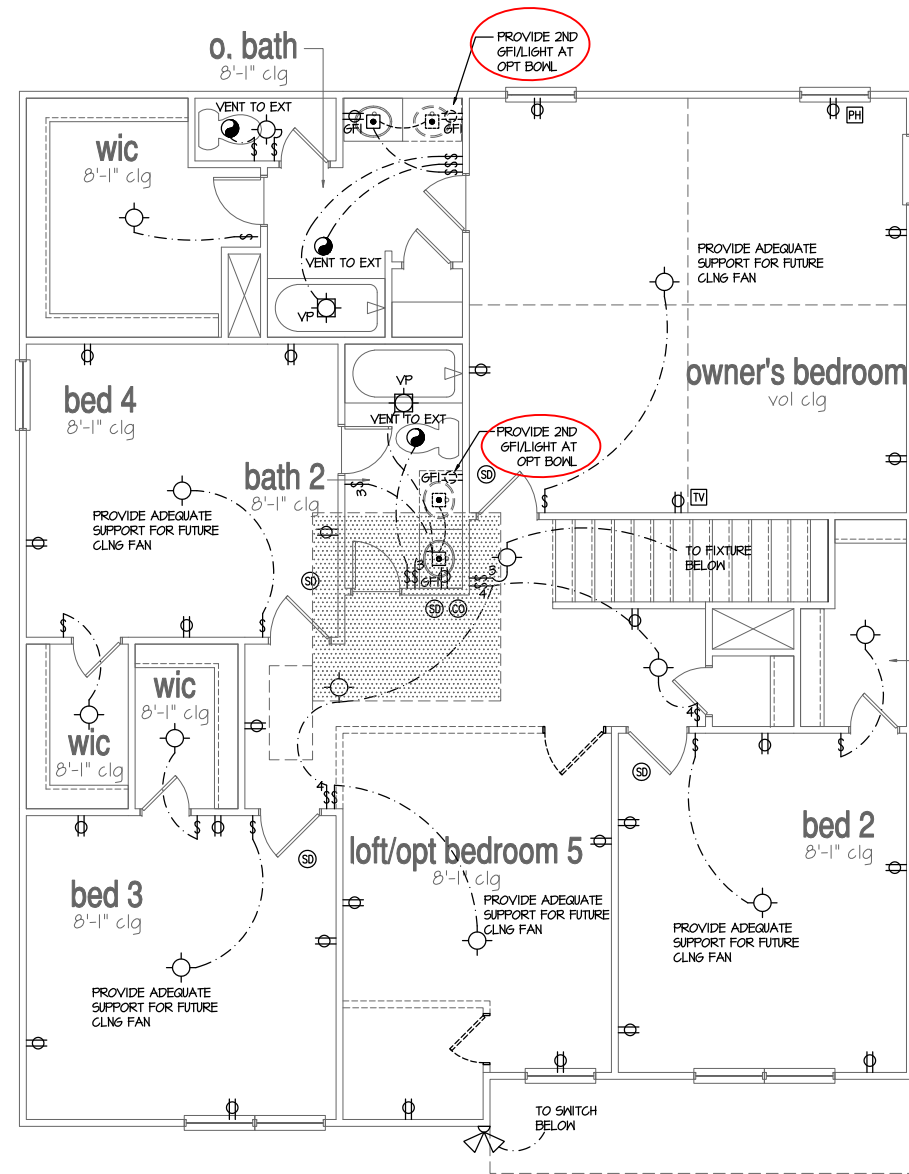 PROVIDE 2ND
GFI/LIGHT AT
OPT BOWL
o. bath
8'-1" clg
VENT TO EXT
GFI
GFI
PH
wic
8'-1" clg
$
$
$
$
$
$
$
VENT TO EXT
VP
PROVIDE ADEQUATE
SUPPORT FOR FUTURE
CLNG FAN
owner's bedroom
vol clg
bed 4
8'-1" clg
VP
VENT TO EXT
PROVIDE 2ND
GFI/LIGHT AT
OPT BOWL
bath 2
8'-1" clg
GFI
SD
3$
TV
$
PROVIDE ADEQUATE
SUPPORT FOR FUTURE
CLNG FAN
TO FIXTURE
BELOW
SD
3
$$
GFI
3
$
$
4
SD
CO
$
$
wic
8'-1" clg
wic
8'-1" clg
4$
$
$
SD
4
$$
$
$
SD
loft/opt bedroom 5
8'-1" clg
bed 2
8'-1" clg
bed 3
8'-1" clg
PROVIDE ADEQUATE
SUPPORT FOR FUTURE
CLNG FAN
PROVIDE ADEQUATE
SUPPORT FOR FUTURE
CLNG FAN
PROVIDE ADEQUATE
SUPPORT FOR FUTURE
CLNG FAN
TO SWITCH
BELOW